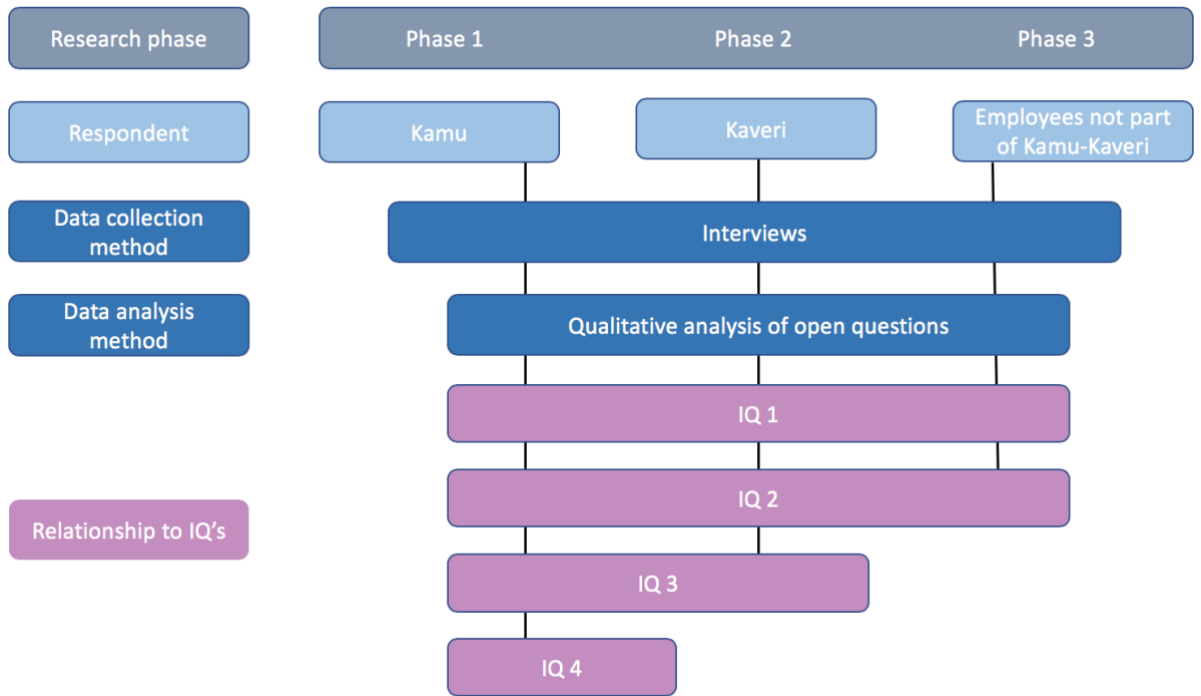 Research phase
Phase 1
Phase 2
Phase 3
Respondent
Kamu
Kaveri
Employees not part
of Kamu-Kaveri
Data collection
method
Interviews
Data analysis
method
Qualitative analysis of open questions
IQ 1
IQ 2
Relationship to IQ’s
IQ 3
IQ 4